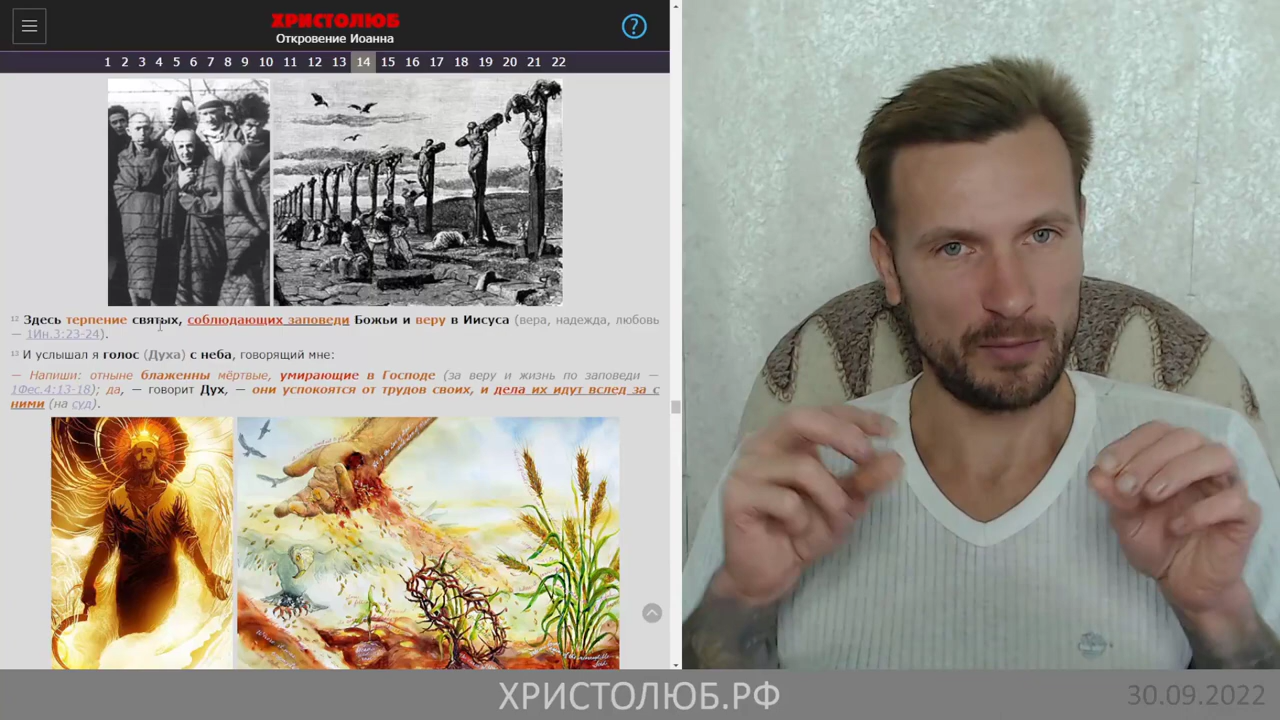 ХРИСТОЛЮБ
Откровение Иоанна
1 2 3 4 5 6 7 8 9 10 11 12 13 14 15 16 17 18 19 20 21 22
12 Здесь терпение святых, соблюдающих заповеди Божьи и веру в Иисуса (вера, надежда, любовь
— 1Ин.3:23-24).
13 И услышал я голос (Духа) с неба, говорящий мне:
— Напиши: отныне блаженны мёртвые, умирающие в Господе (за веру и жизнь по заповеди —
1Фес.4:13-18); да, — говорит Дух, — они успокоятся от трудов своих, и дела их идут вслед за с
ними (на суд).
ХРИСТОЛЮБ.РФ
30.09.2022